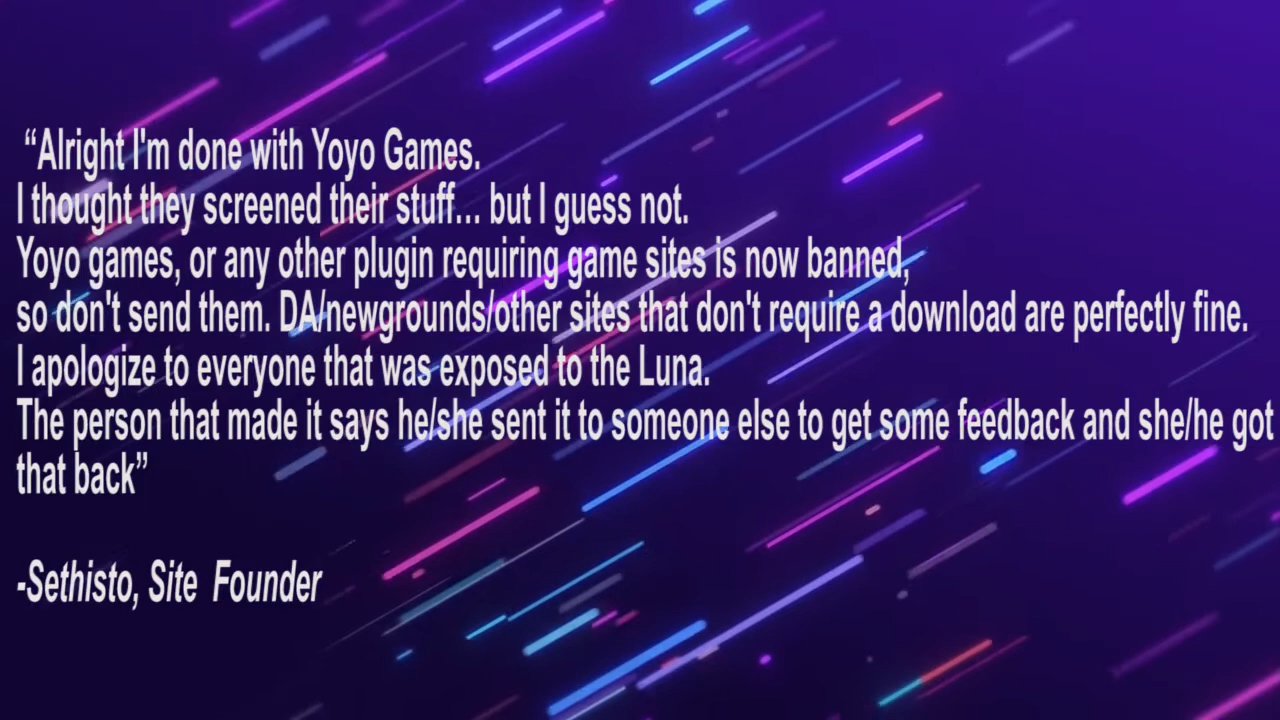 “Alright I'm done with Yoyo Games.
I thought they screened their stuff... but I guess not.
Yoyo games, or any other plugin requiring game sites is now banned,
so don't send them. DA/newgrounds/other sites that don't require a download are perfectly fine.
I apologize to everyone that was exposed to the Luna.
The person that made it says he/she sent it to someone else to get some feedback and she/he got
that back”
-Sethisto, Site Founder